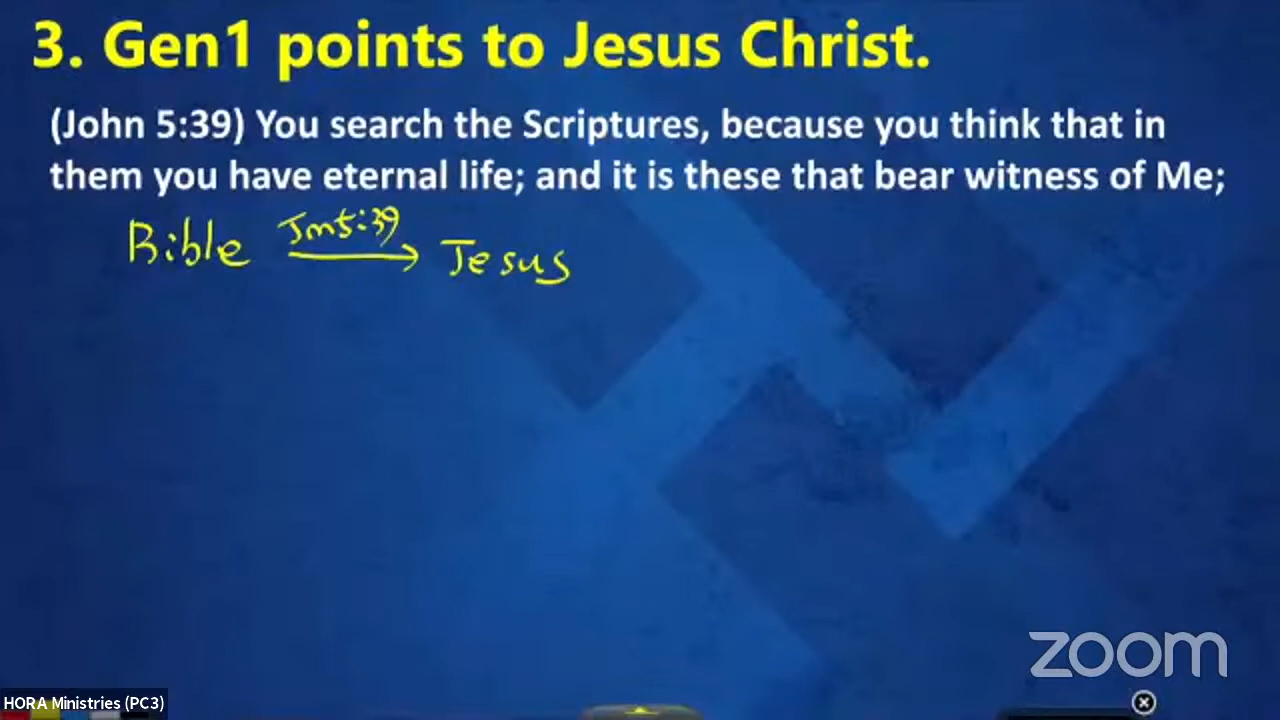 3. Gen1 points to Jesus Christ.
(John 5:39) You search the Scriptures, because you think that in
them you have eternal life; and it is these that bear witness of Me;
Bible Jn5:39 Jesus
zoom
HORA Ministries (PC3)